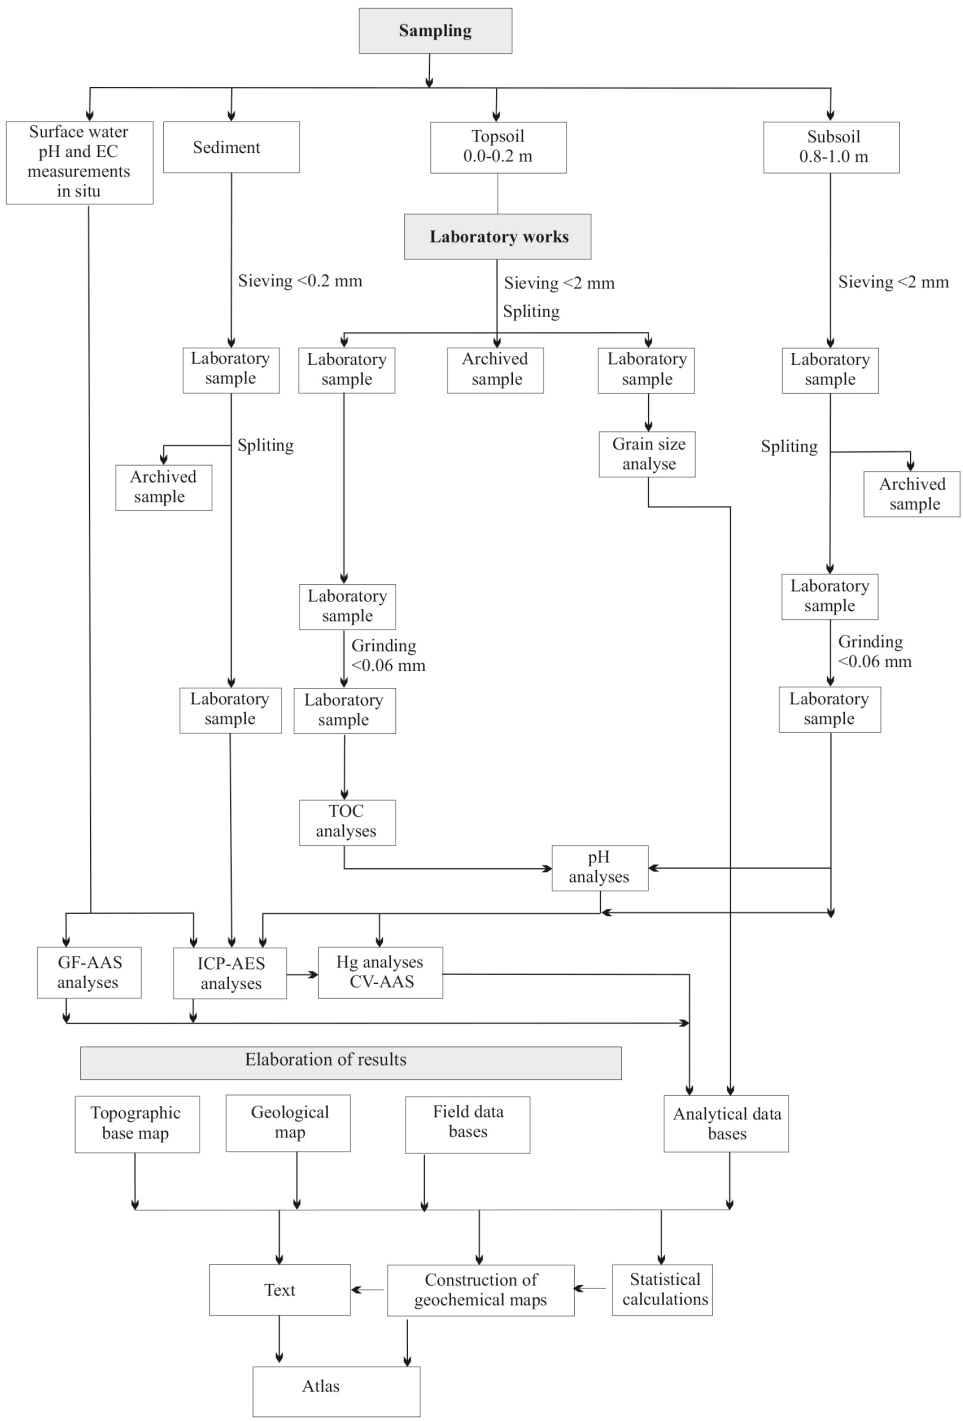 Sampling
Surface water
pH and EC
measurements
in situ
Sediment
Topsoil
0.0-0.2 m
Subsoil
0.8-1.0 m
Laboratory works
Sieving <0.2 mm
Sieving <2 mm
Spliting
Sieving <2 mm
Laboratory
sample
Laboratory
sample
Archived
sample
Laboratory
sample
Laboratory
sample
Spliting
Archived
sample
Grain size
analyse
Spliting
Archived
sample
Laboratory
sample
Grinding
<0.06 mm
Laboratory
sample
Grinding
<0.06 mm
Laboratory
sample
Laboratory
sample
Laboratory
sample
TOC
analyses
pH
analyses
GF-AAS
analyses
ICP-AES
analyses
Hg analyses
CV-AAS
Elaboration of results
Topographic
base map
Geological
map
Field data
bases
Analytical data
bases
Text
Construction of
geochemical maps
Statistical
calculations
Atlas